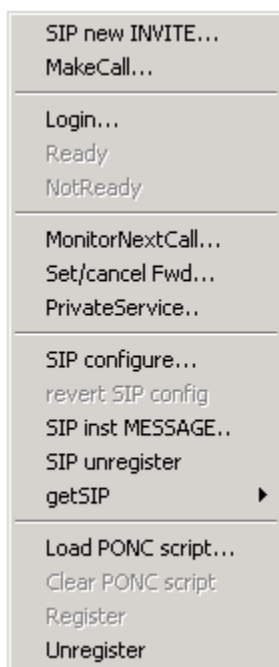 SIP new INVITE...
MakeCall...
Login...
Ready
NotReady
MonitorNextCall...
Set/cancel Fwd...
PrivateService..
SIP configure...
revert SIP config
SIP inst MESSAGE..
SIP unregister
getSIP
Load PONC script...
Clear PONC script
Register
Unregister